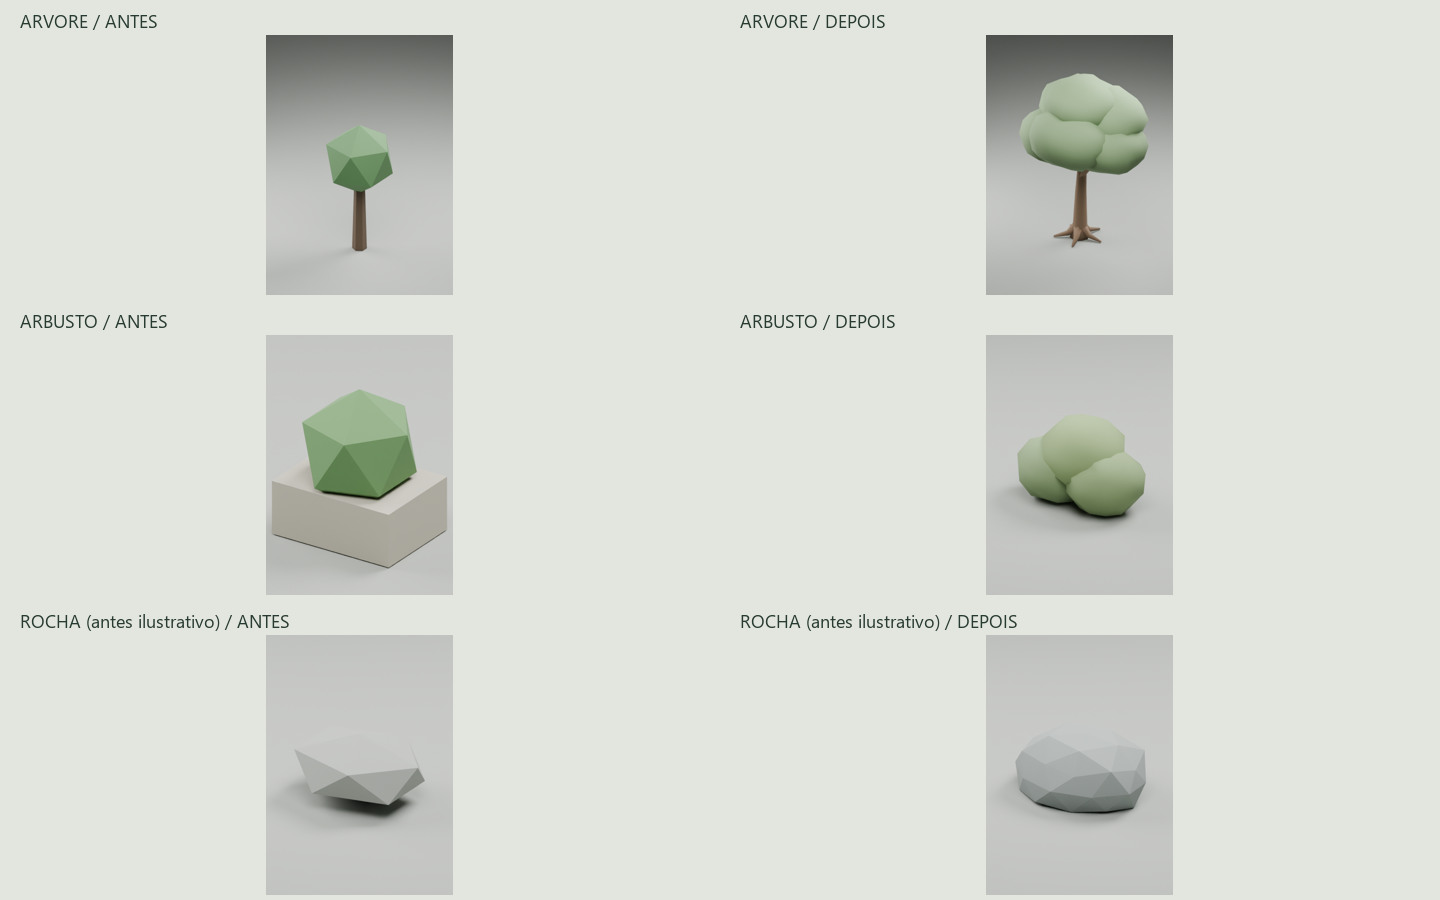 ARVORE / ANTES
ARVORE / DEPOIS
ARBUSTO / ANTES
ARBUSTO / DEPOIS
ROCHA (antes ilustrativo) / ANTES
ROCHA (antes ilustrativo) / DEPOIS